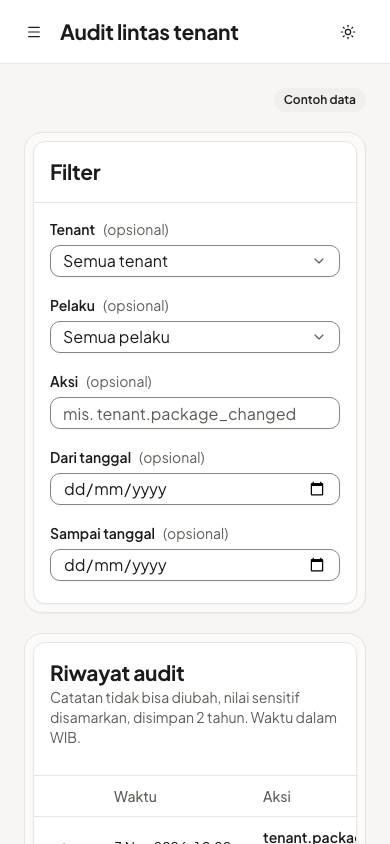 Audit lintas tenant
Contoh data
Filter
Tenant (opsional)
Semua tenant
Pelaku (opsional)
Semua pelaku
Aksi (opsional)
mis. tenant.package_changed
Dari tanggal (opsional)
dd/mm/yyyy
Sampai tanggal (opsional)
dd/mm/yyyy
Riwayat audit
Catatan tidak bisa diubah, nilai sensitif
disamarkan, disimpan 2 tahun. Waktu dalam
WIB.
Waktu Aksi